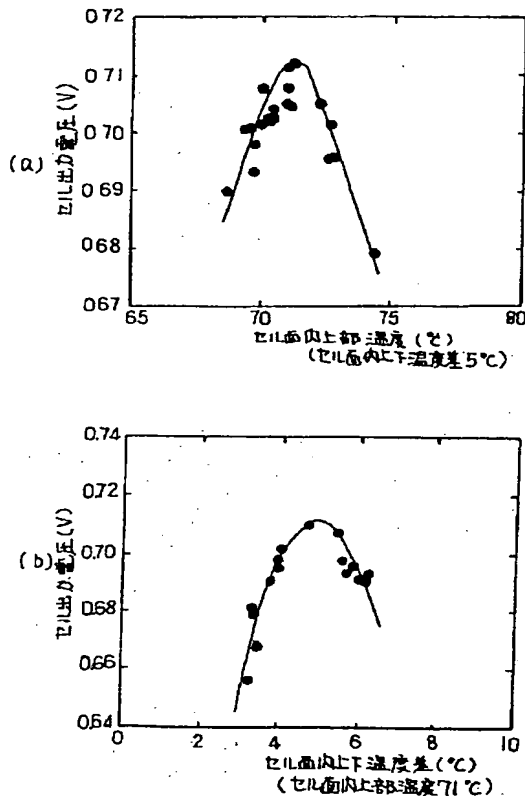 (a)
セル出力電圧(V)
0.72
0.71
0.70
0.69
0.68
0.67
65
70
75
80
セル面内上部温度(℃)
(セル面内上下温度差5℃)
(b)
セル出力電圧(V)
0.74
0.72
0.70
0.68
0.66
0.64
0
2
4
6
8
10
セル面内上下温度差(℃)
(セル面内上部温度71℃)